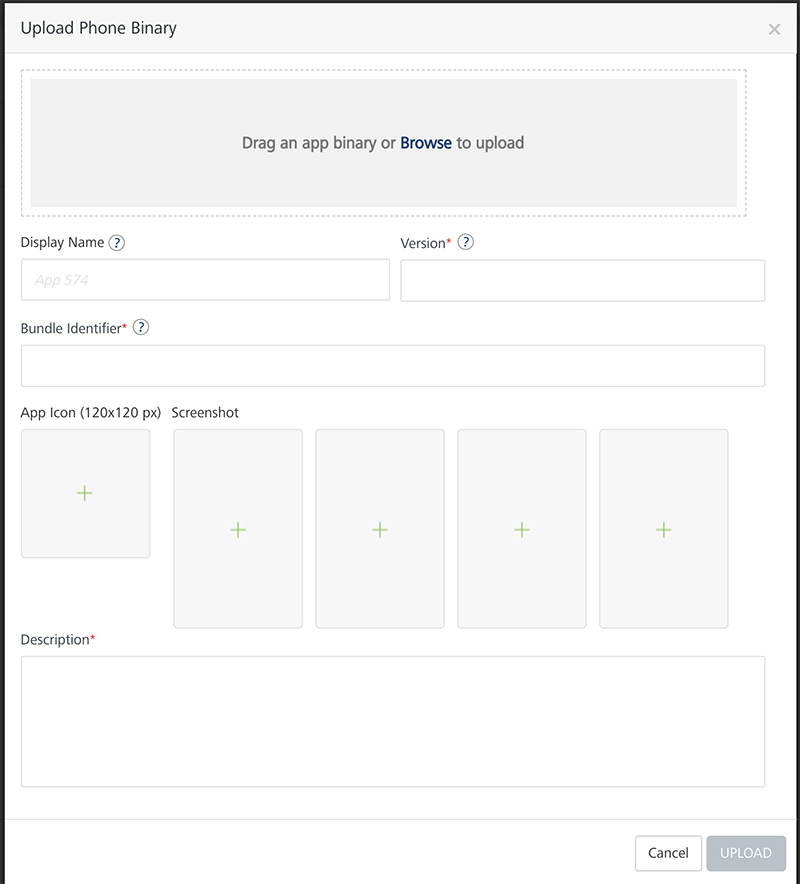 Upload Phone Binary
Drag an app binary or Browse to upload
Display Name ?
Version* ?
App 574
Bundle Identifier* ?
App Icon (120x120 px) Screenshot
Description*
Cancel UPLOAD